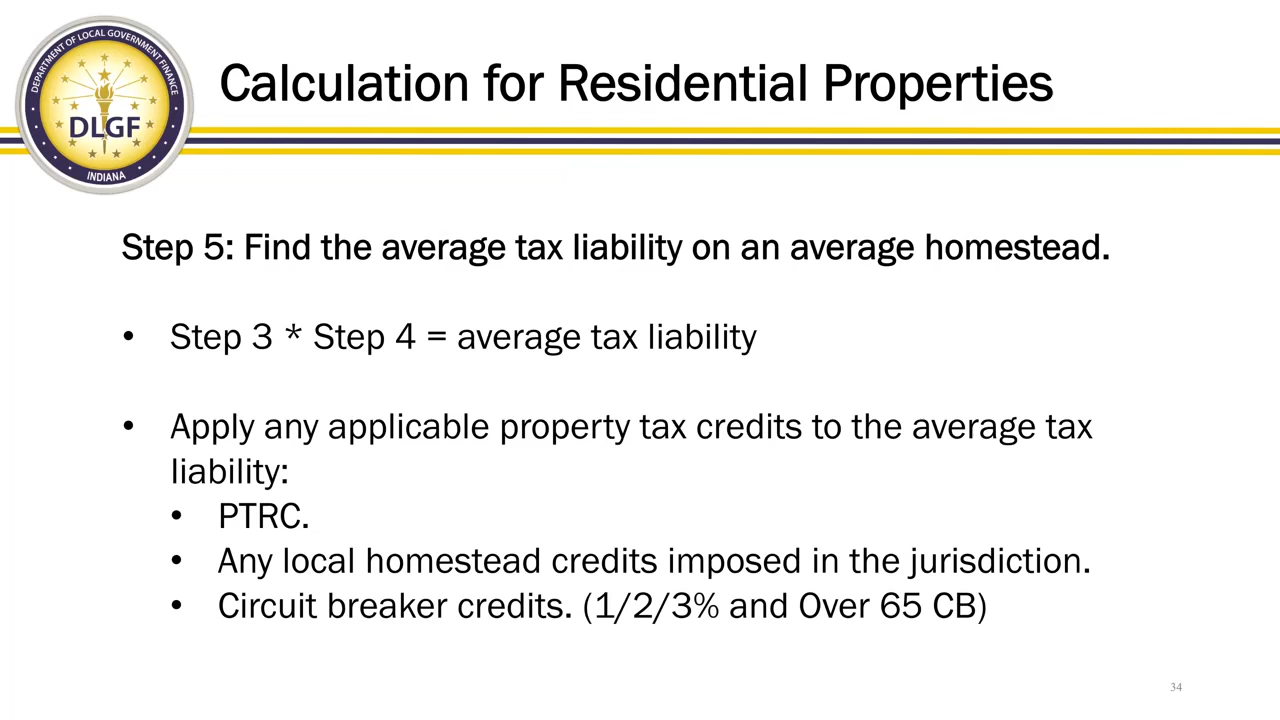 DEPARTMENT OF LOCAL GOVERNMENT FINANCE
DLGF
INDIANA
Calculation for Residential Properties
Step 5: Find the average tax liability on an average homestead.
• Step 3 * Step 4 = average tax liability
• Apply any applicable property tax credits to the average tax
liability:
• PTRC.
• Any local homestead credits imposed in the jurisdiction.
• Circuit breaker credits. (1/2/3% and Over 65 CB)
34